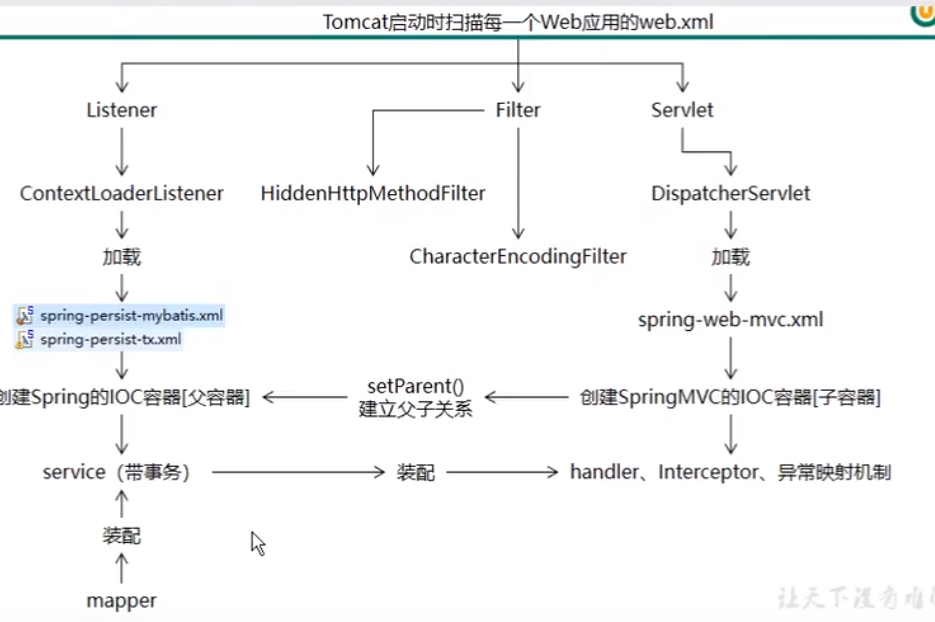 Tomcat启动时扫描每一个Web应用的web.xml
Listener
Filter
Servlet
ContextLoaderListener
HiddenHttpMethodFilter
DispatcherServlet
加载
CharacterEncodingFilter
加载
spring-persist-mybatis.xml
spring-persist-tx.xml
spring-web-mvc.xml
创建Spring的IOC容器[父容器]
setParent()
建立父子关系
创建SpringMVC的IOC容器[子容器]
service（带事务）
装配
handler、Interceptor、异常映射机制
装配
mapper
让天下没有难